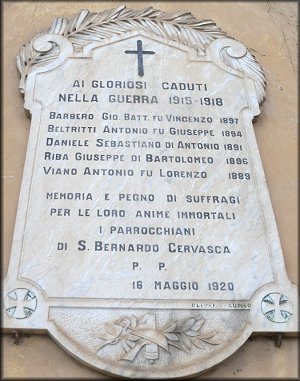 AI GLORIOSI CADUTI
NELLA GUERRA 1915-1918
BARBERO GIO. BATT. FU VINCENZO 1897
BELTRITTI ANTONIO FU GIUSEPPE 1894
DANIELE SEBASTIANO DI ANTONIO 1891
RIBA GIUSEPPE DI BARTOLOMEO 1896
VIANO ANTONIO FU LORENZO 1889
MEMORIA E PEGNO DI SUFFRAGI
PER LE LORO ANIME IMMORTALI
I PARROCCHIANI
DI S. BERNARDO CERVASCA
P. P.
16 MAGGIO 1920
CUNEO